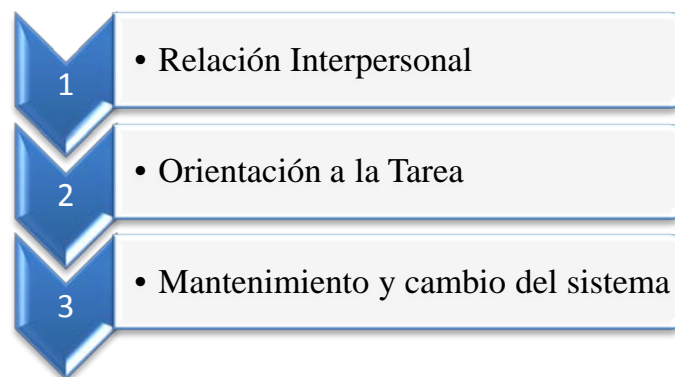 1
• Relación Interpersonal
2
• Orientación a la Tarea
3
• Mantenimiento y cambio del sistema